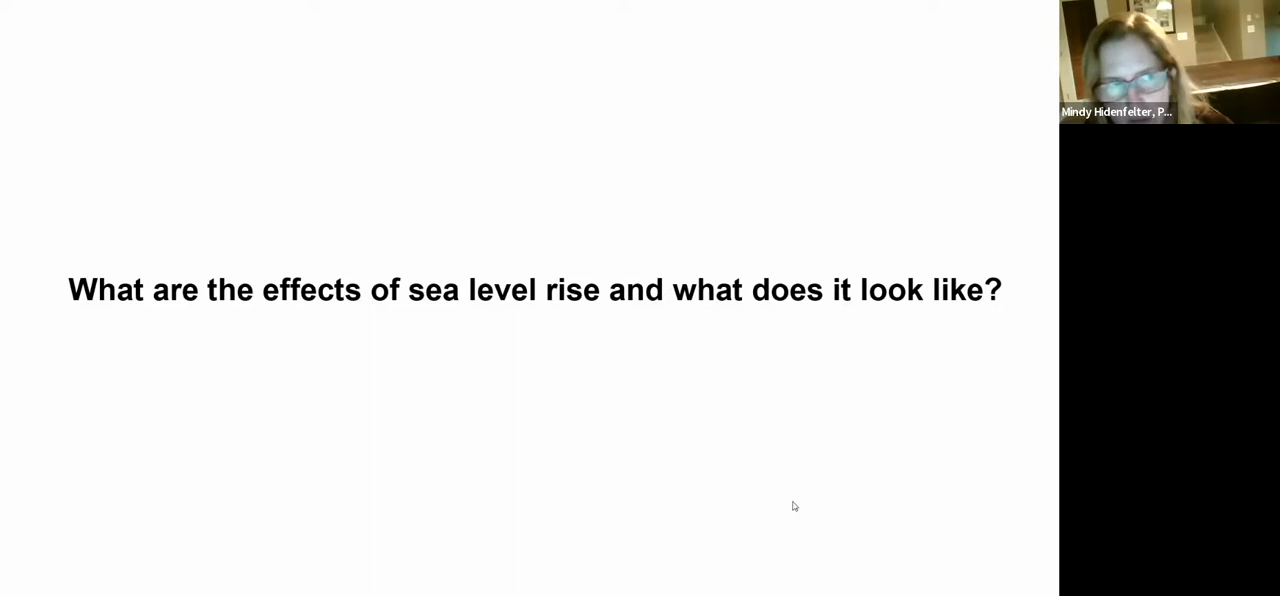 What are the effects of sea level rise and what does it look like?
Mindy Hidenfelter, P...